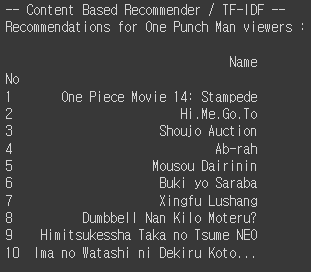 -- Content Based Recommender / TF-IDF --
Recommendations for One Punch Man viewers :
Name
No
1 One Piece Movie 14: Stampede
2 Hi.Me.Go.To
3 Shoujo Auction
4 Ab-rah
5 Mousou Dairinin
6 Buki yo Saraba
7 Xingfu Lushang
8 Dumbbell Nan Kilo Moteru?
9 Himitsukessha Taka no Tsume NEO
10 Ima no Watashi ni Dekiru Koto...